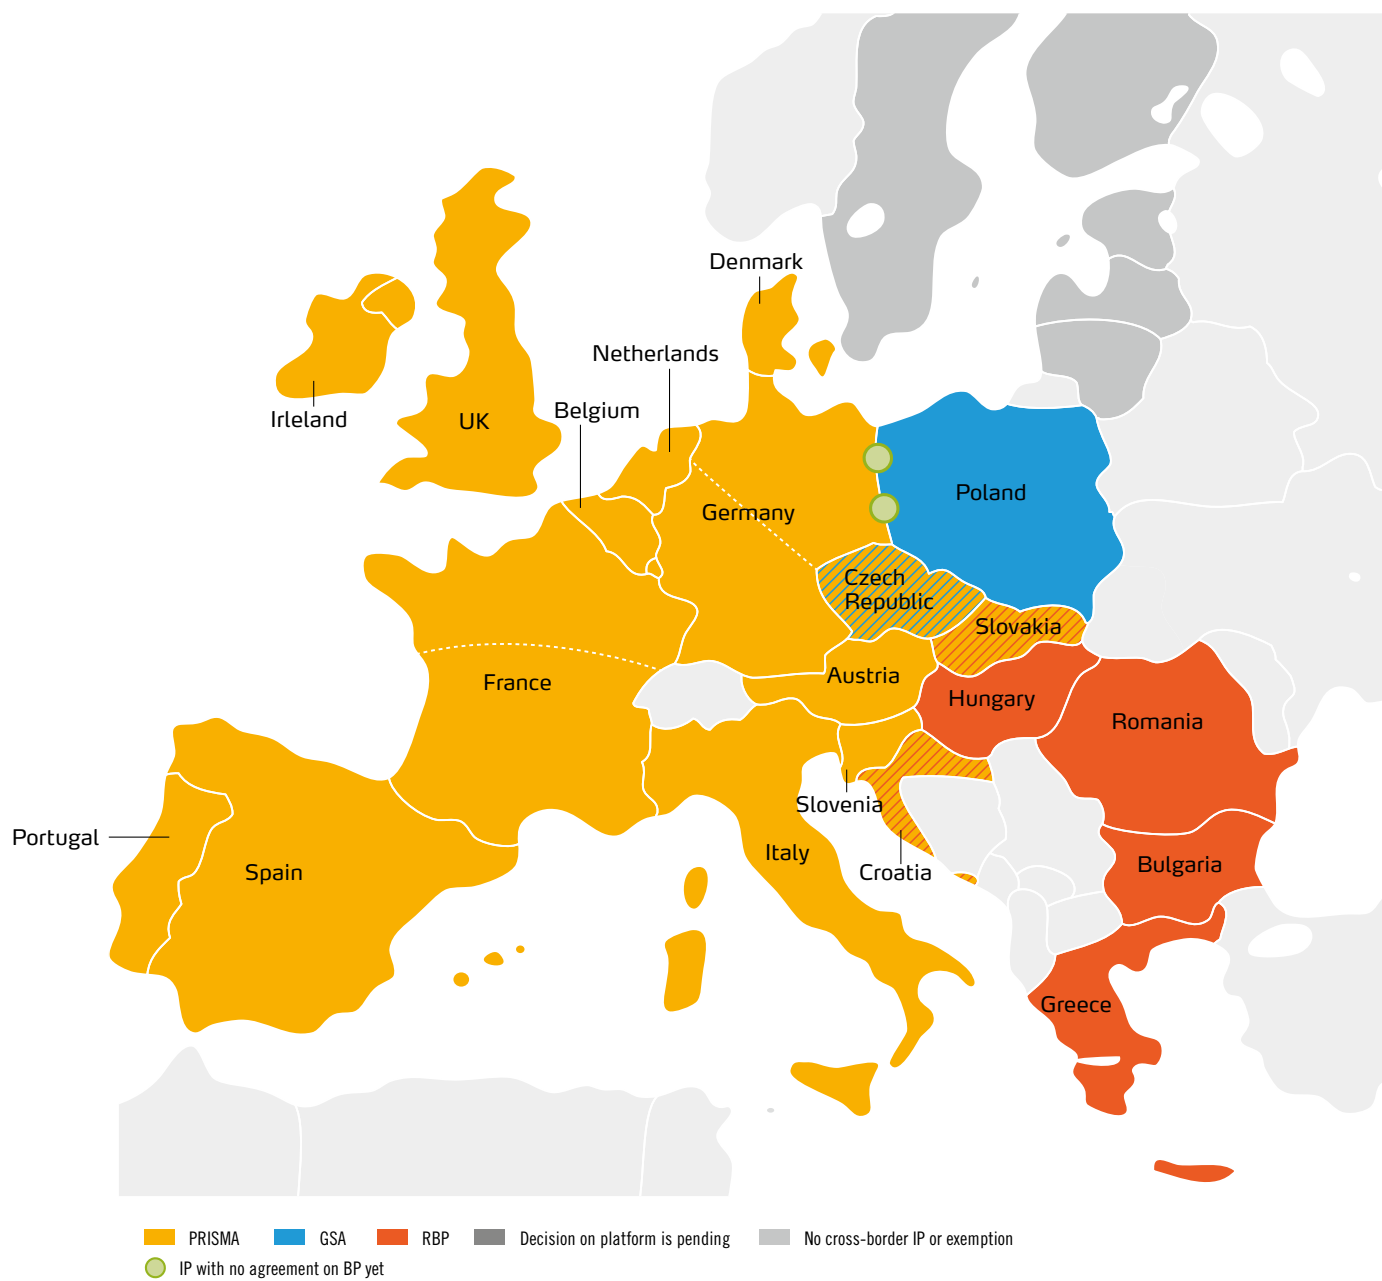 Denmark
Netherlands
Belgium
Irleland
UK
Poland
Germany
Czech
Republic
Slovakia
Austria
France
Hungary
Romania
Slovenia
Portugal
Italy
Bulgaria
Spain
Croatia
Greece
PRISMA GSA RBP Decision on platform is pending No cross-border IP or exemption
IP with no agreement on BP yet